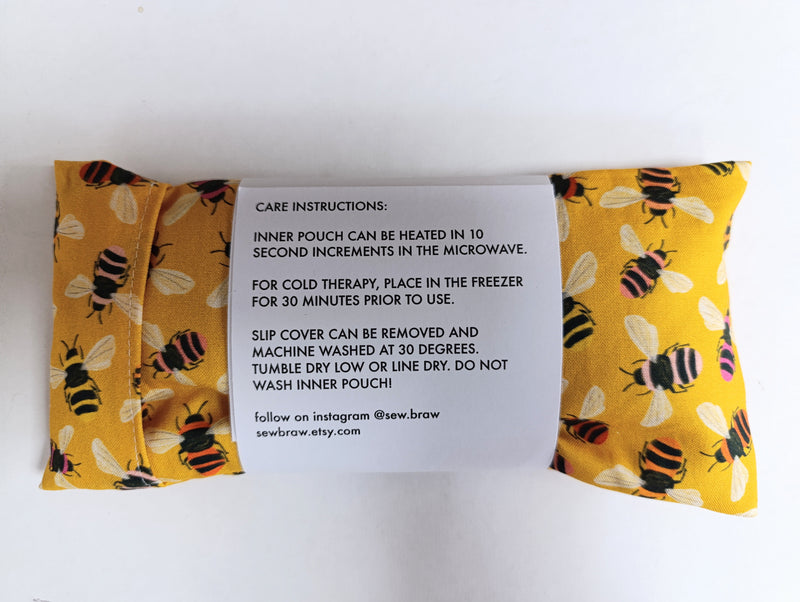 CARE INSTRUCTIONS:
INNER POUCH CAN BE HEATED IN 10
SECOND INCREMENTS IN THE MICROWAVE.
FOR COLD THERAPY, PLACE IN THE FREEZER
FOR 30 MINUTES PRIOR TO USE.
SLIP COVER CAN BE REMOVED AND
MACHINE WASHED AT 30 DEGREES.
TUMBLE DRY LOW OR LINE DRY. DO NOT
WASH INNER POUCH!
follow on instagram @sew.braw
sewbraw.etsy.com